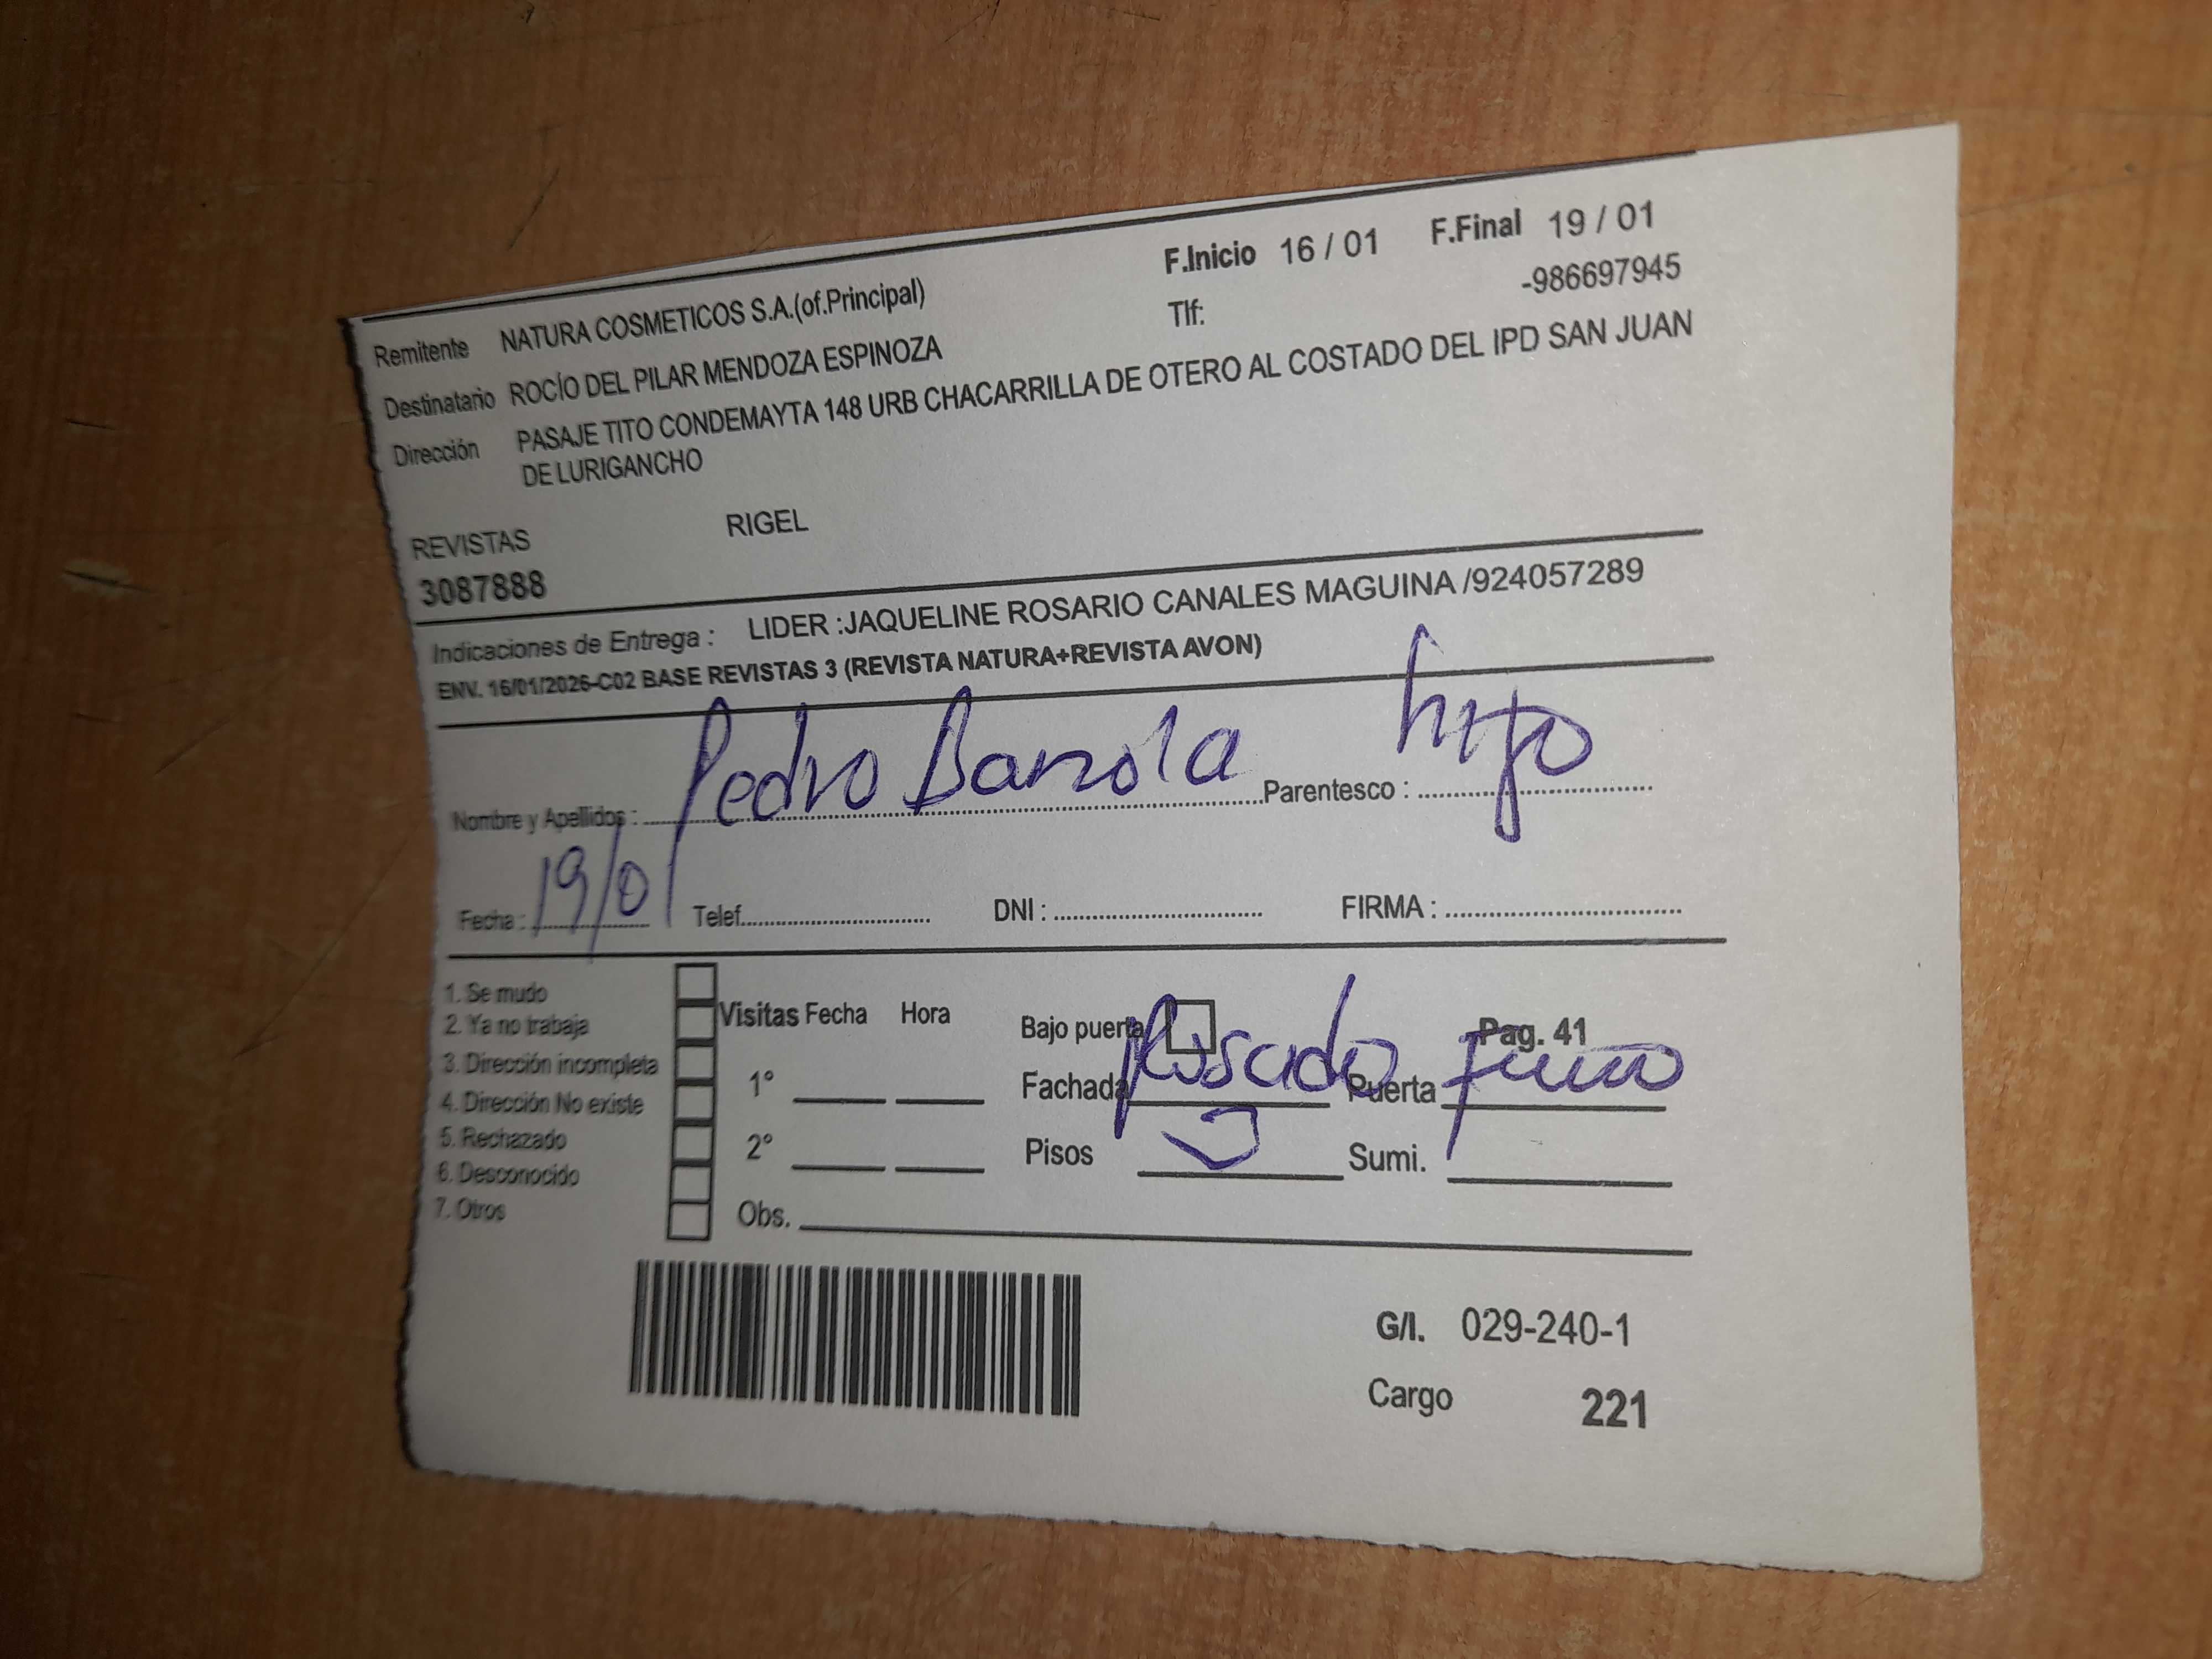 F.Inicio 16 / 01 F.Final 19 / 01
Remitente NATURA COSMETICOS S.A.(of.Principal)
Tlf: -986697945
Destinatario ROCÍO DEL PILAR MENDOZA ESPINOZA
Dirección PASAJE TITO CONDEMAYTA 148 URB CHACARRILLA DE OTERO AL COSTADO DEL IPD SAN JUAN
DE LURIGANCHO
REVISTAS RIGEL
3087888
Indicaciones de Entrega : LIDER :JAQUELINE ROSARIO CANALES MAGUINA /924057289
ENV. 16/01/2026-C02 BASE REVISTAS 3 (REVISTA NATURA+REVISTA AVON)
Nombre y Apellidos : Pedro Parentesco : hijo
Fecha : 19/01 Telef. DNI : FIRMA :
1. Se mudo
2. Ya no trabaja
3. Dirección incompleta
4. Dirección No existe
5. Rechazado
6. Desconocido
7. Otros
Visitas Fecha Hora
1°
2°
Obs.
Bajo puerta Pag. 41
Fachada Rosado Puerta
Pisos 3 Sumi.
G/I. 029-240-1
Cargo 221